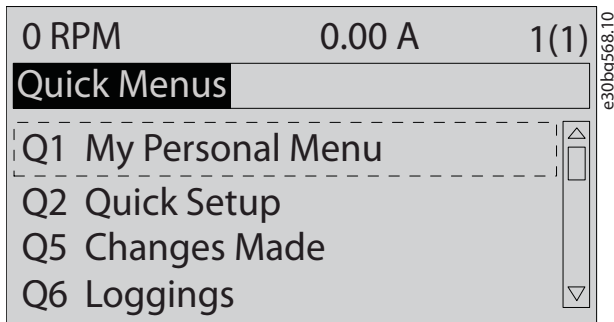 0 RPM 0.00 A 1(1)
Quick Menus
Q1 My Personal Menu
Q2 Quick Setup
Q5 Changes Made
Q6 Loggings
e30bg568.10